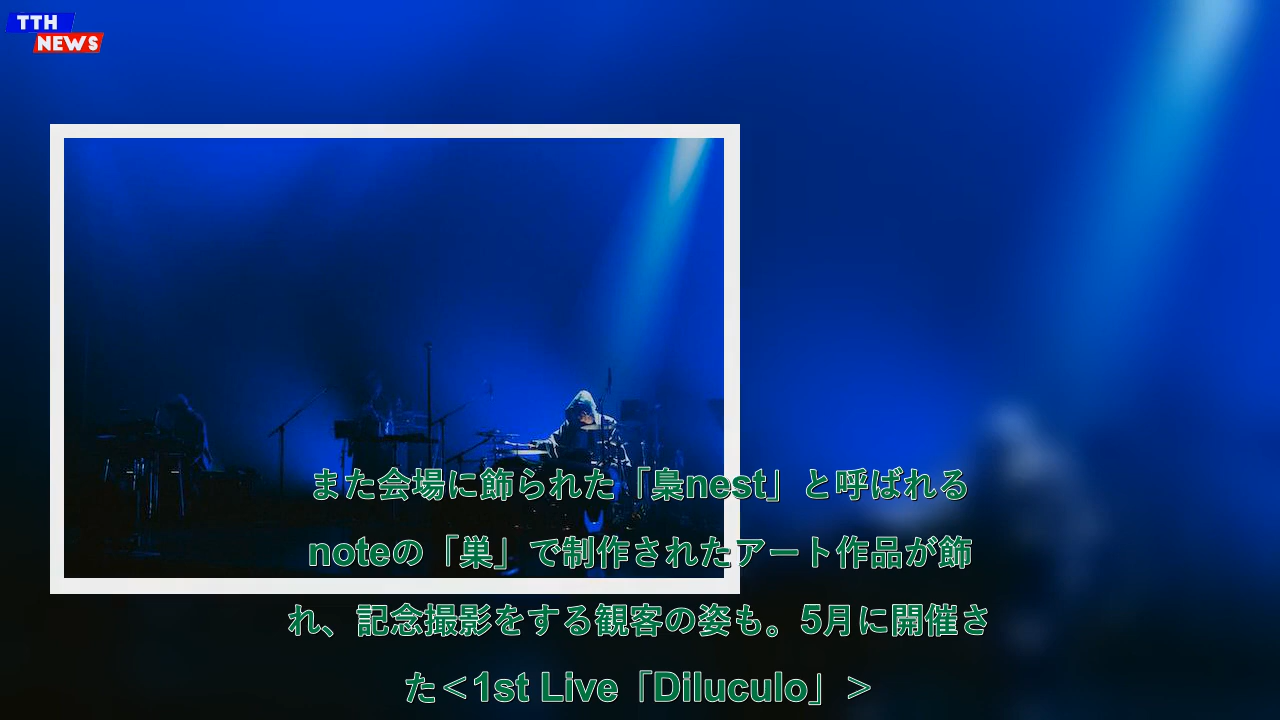 TTH
NEWS
また会場に飾られた「梟nest」と呼ばれる
noteの「巣」で制作されたアート作品が飾
れ、記念撮影をする観客の姿も。5月に開催さ
た＜1st Live「Diluculo」＞